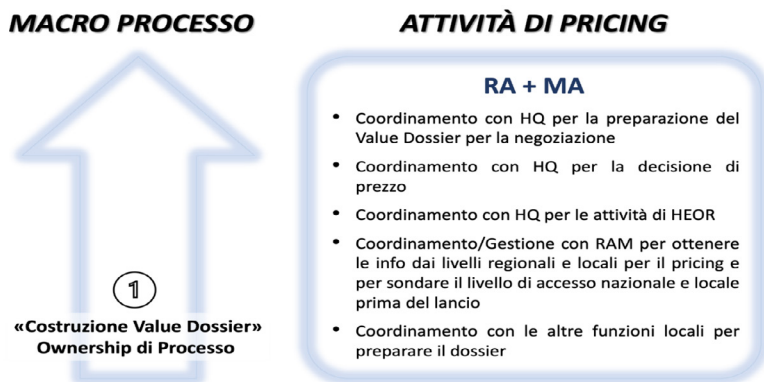 MACRO PROCESSO
ATTIVITÀ DI PRICING
RA + MA
• Coordinamento con HQ per la preparazione del
Value Dossier per la negoziazione
• Coordinamento con HQ per la decisione di
prezzo
• Coordinamento con HQ per le attività di HEOR
• Coordinamento/Gestione con RAM per ottenere
le info dai livelli regionali e locali per il pricing e
per sondare il livello di accesso nazionale e locale
prima del lancio
• Coordinamento con le altre funzioni locali per
preparare il dossier
1
«Costruzione Value Dossier»
Ownership di Processo